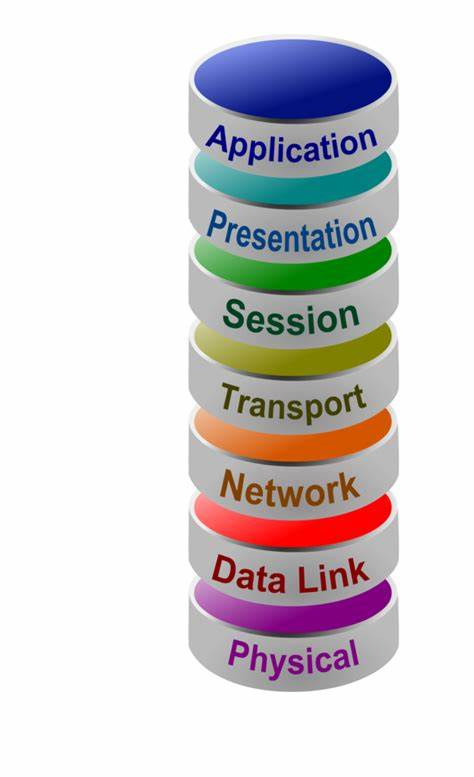 Application
Presentation
Session
Transport
Network
Data Link
Physical